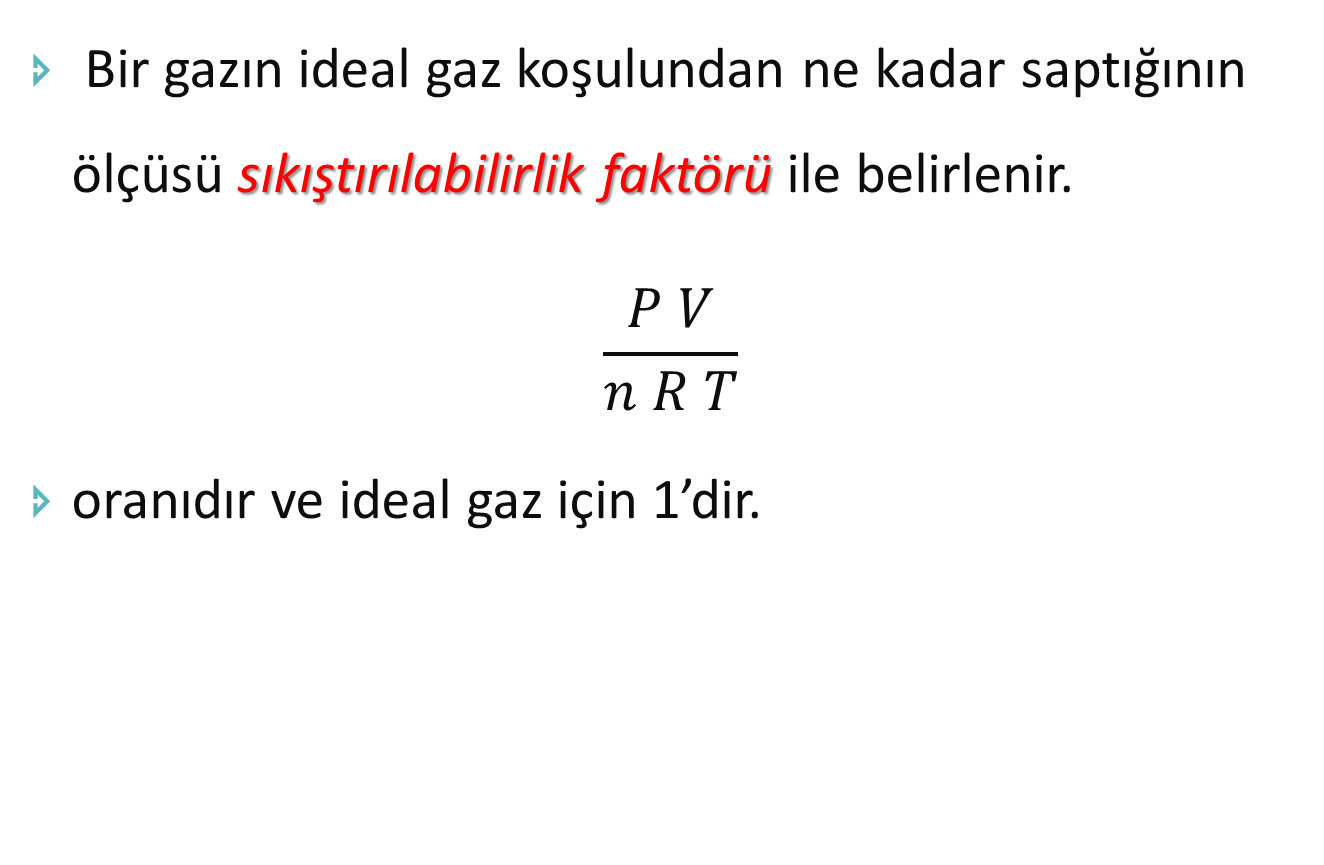 Bir gazın ideal gaz koşulundan ne kadar saptığının
ölçüsü sıkıştırılabilirlik faktörü ile belirlenir.
P V
n R T
oranıdır ve ideal gaz için 1’dir.